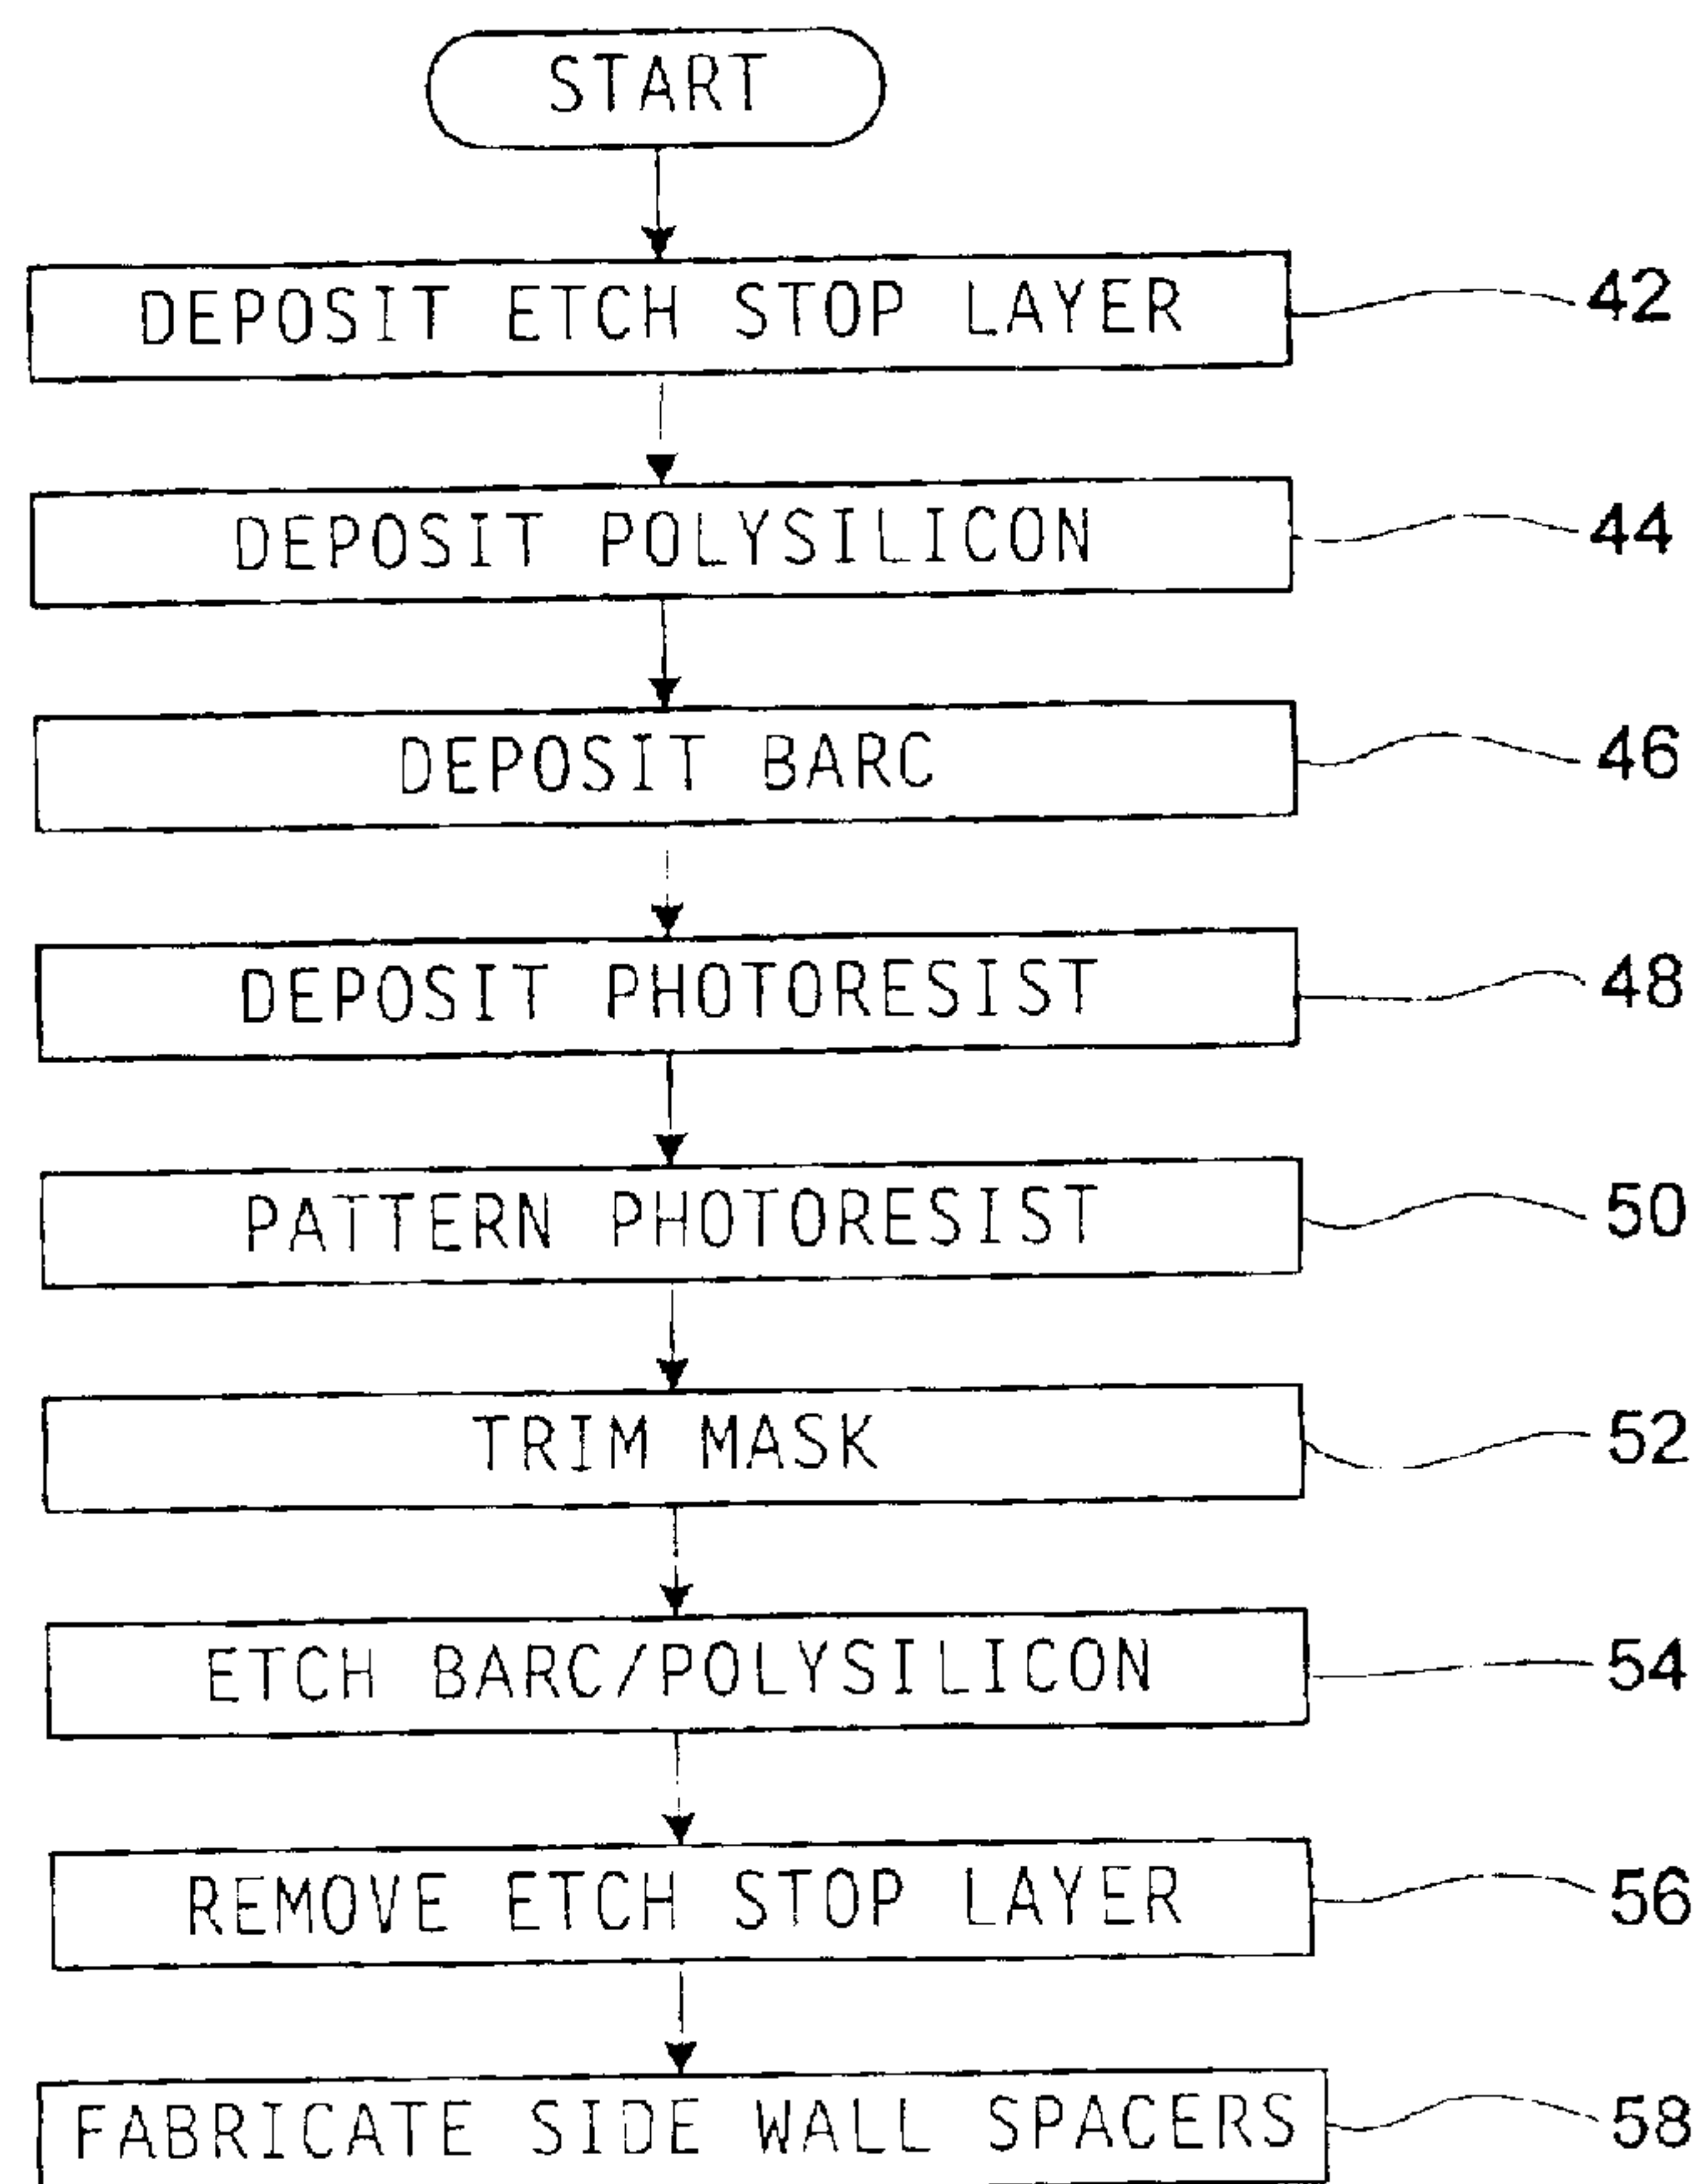 START
DEPOSIT ETCH STOP LAYER 42
DEPOSIT POLYSILICON 44
DEPOSIT BARC 46
DEPOSIT PHOTORESIST 48
PATTERN PHOTORESIST 50
TRIM MASK 52
ETCH BARC/POLYSILICON 54
REMOVE ETCH STOP LAYER 56
FABRICATE SIDE WALL SPACERS 58